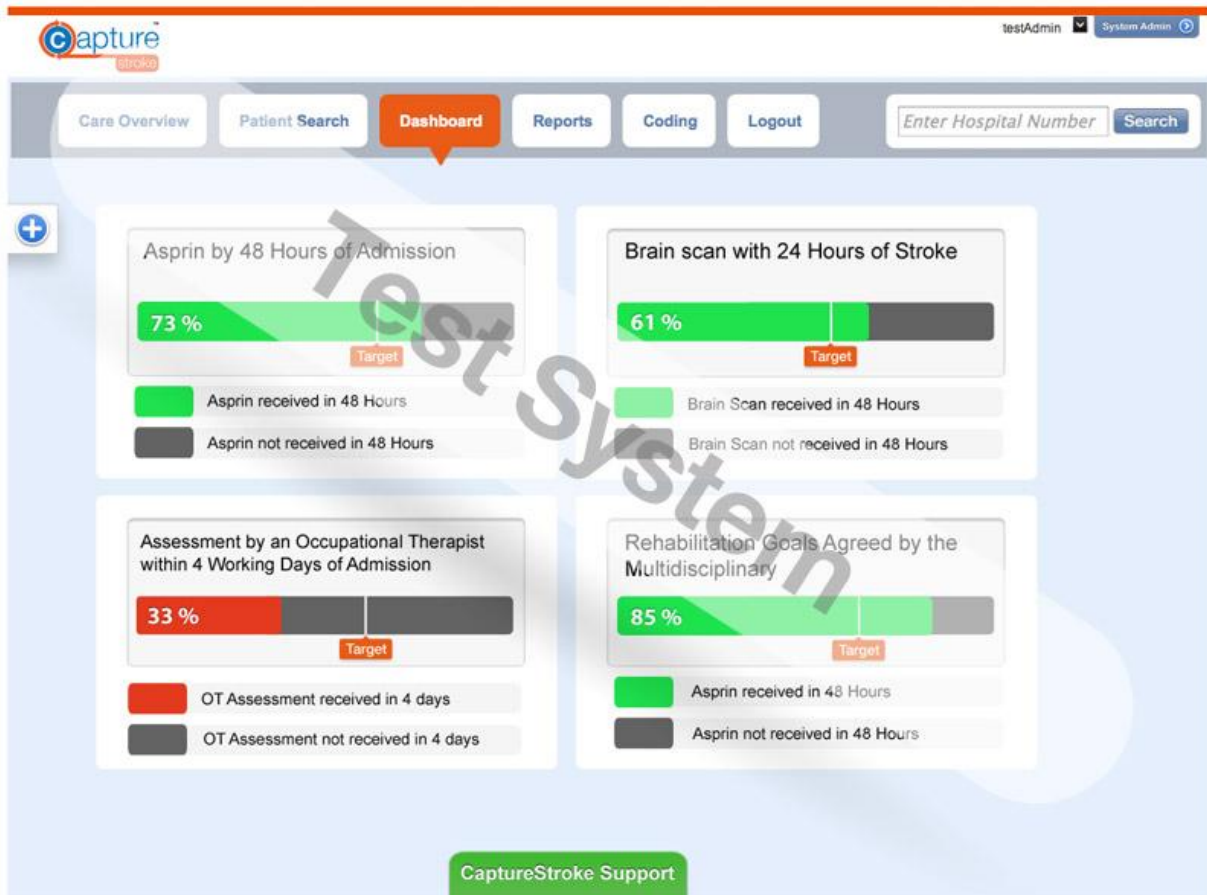 capture™
stroke
testAdmin
System Admin
Care Overview
Patient Search
Dashboard
Reports
Coding
Logout
Enter Hospital Number
Search
Asprin by 48 Hours of Admission
73 %
Target
Asprin received in 48 Hours
Asprin not received in 48 Hours
Brain scan with 24 Hours of Stroke
61 %
Target
Brain Scan received in 48 Hours
Brain Scan not received in 48 Hours
Test System
Assessment by an Occupational Therapist
within 4 Working Days of Admission
33 %
Target
OT Assessment received in 4 days
OT Assessment not received in 4 days
Rehabilitation Goals Agreed by the
Multidisciplinary
85 %
Target
Asprin received in 48 Hours
Asprin not received in 48 Hours
CaptureStroke Support